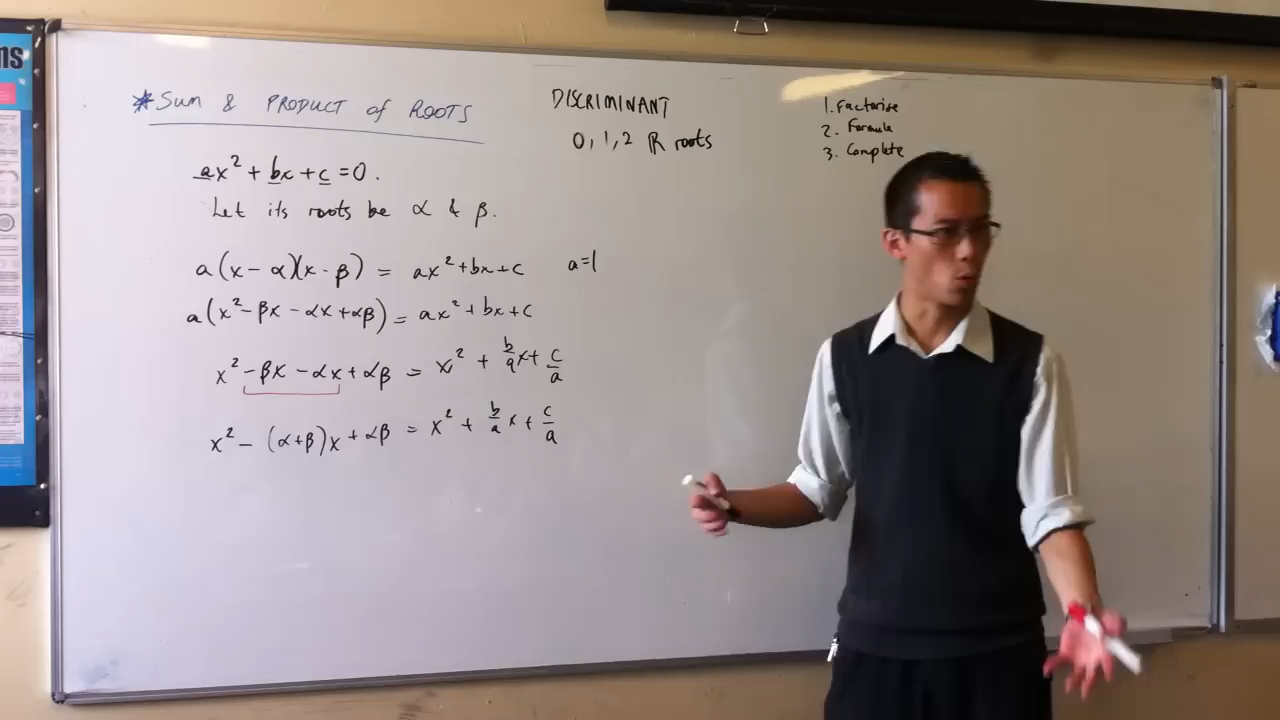 ns
*SUM & PRODUCT of ROOTS
ax² + bx + c = 0.
Let its roots be α & β.
a(x - α)(x - β) = ax² + bx + c   a=1
a(x² - βx - αx + αβ) = ax² + bx + c
x² - βx - αx + αβ = x² + b/a x + c/a
x² - (α+β)x + αβ = x² + b/a x + c/a
DISCRIMINANT
0, 1, 2 ℝ roots
1. Factorise
2. Formula
3. Complete